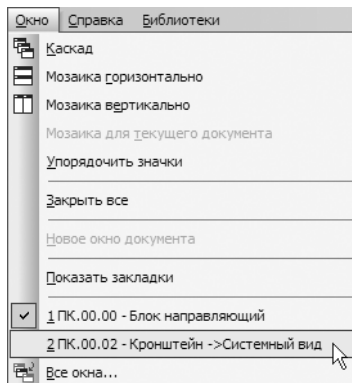 Окно Справка Библиотеки
Каскад
Мозаика горизонтально
Мозаика вертикально
Мозаика для текущего документа
Упорядочить значки
Закрыть все
Новое окно документа
Показать закладки
1 ПК.00.00 - Блок направляющий
2 ПК.00.02 - Кронштейн ->Системный вид
Все окна...